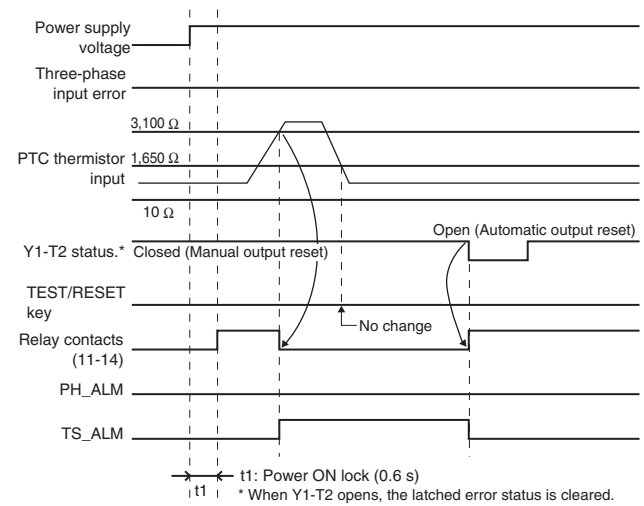 Power supply
voltage
Three-phase
input error
3,100 Ω
PTC thermistor 1,650 Ω
input
10 Ω
Open (Automatic output reset)
Y1-T2 status.* Closed (Manual output reset)
TEST/RESET
key
No change
Relay contacts
(11-14)
PH_ALM
TS_ALM
t1: Power ON lock (0.6 s)
t1
* When Y1-T2 opens, the latched error status is cleared.